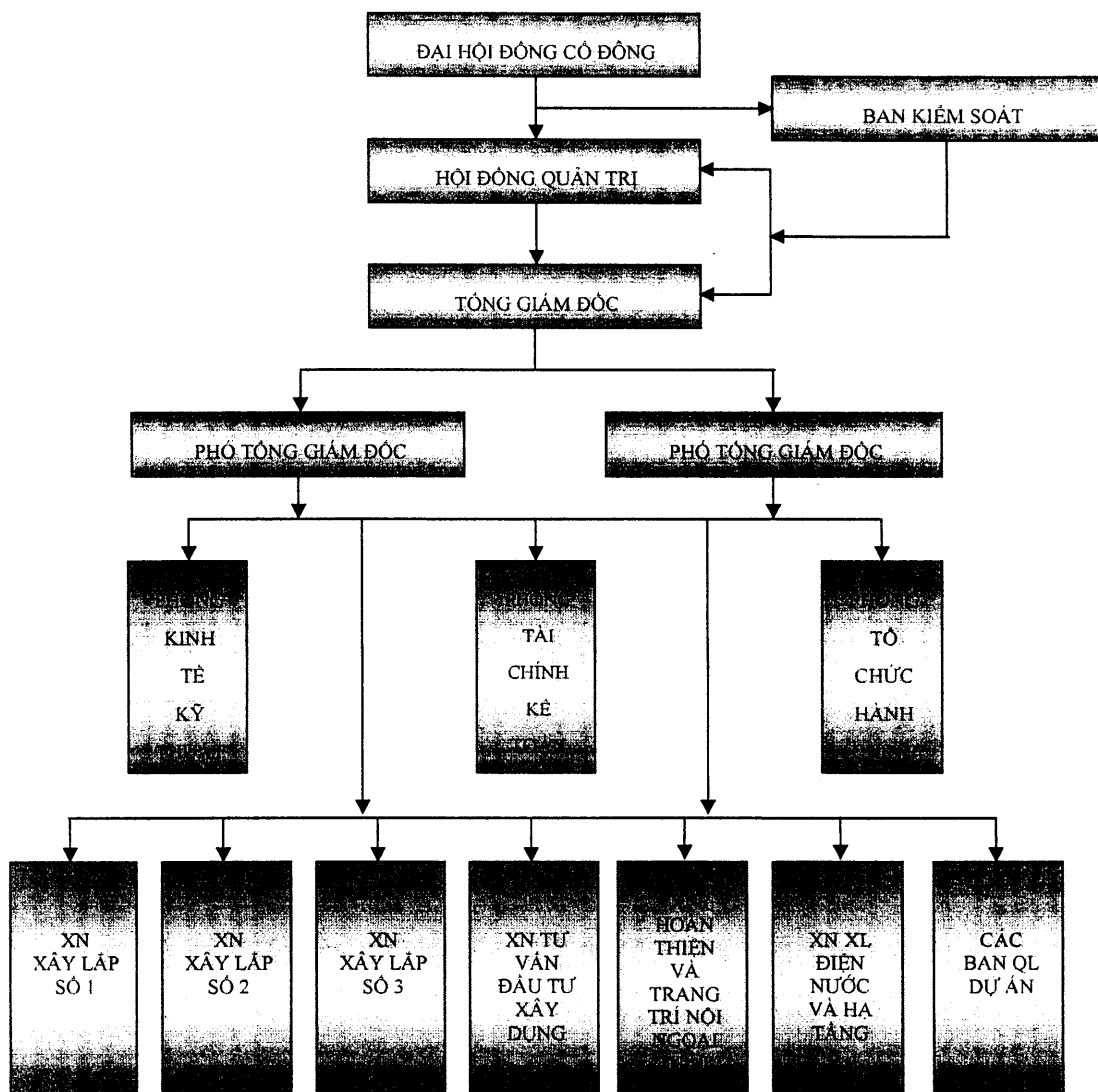 ĐẠI HỘI ĐỒNG CỔ ĐÔNG
BAN KIỂM SOÁT
HỘI ĐỒNG QUẢN TRỊ
TỔNG GIÁM ĐỐC
PHÓ TỔNG GIÁM ĐỐC
PHÓ TỔNG GIÁM ĐỐC
KINH
TẾ
KỸ
TÀI
CHÍNH
KẾ
TOÁN
TỔ
CHỨC
HÀNH
XN
XÂY LẮP
SỐ 1
XN
XÂY LẮP
SỐ 2
XN
XÂY LẮP
SỐ 3
XN TƯ
VẤN
ĐẦU TƯ
XÂY
DỤNG
HOÀN
THIỆN
VÀ
TRANG
TRÍ NỘI
NGOẠI
XN XL
ĐIỆN
NƯỚC
VÀ HẠ
TẦNG
CÁC
BAN QL
DỰ ÁN